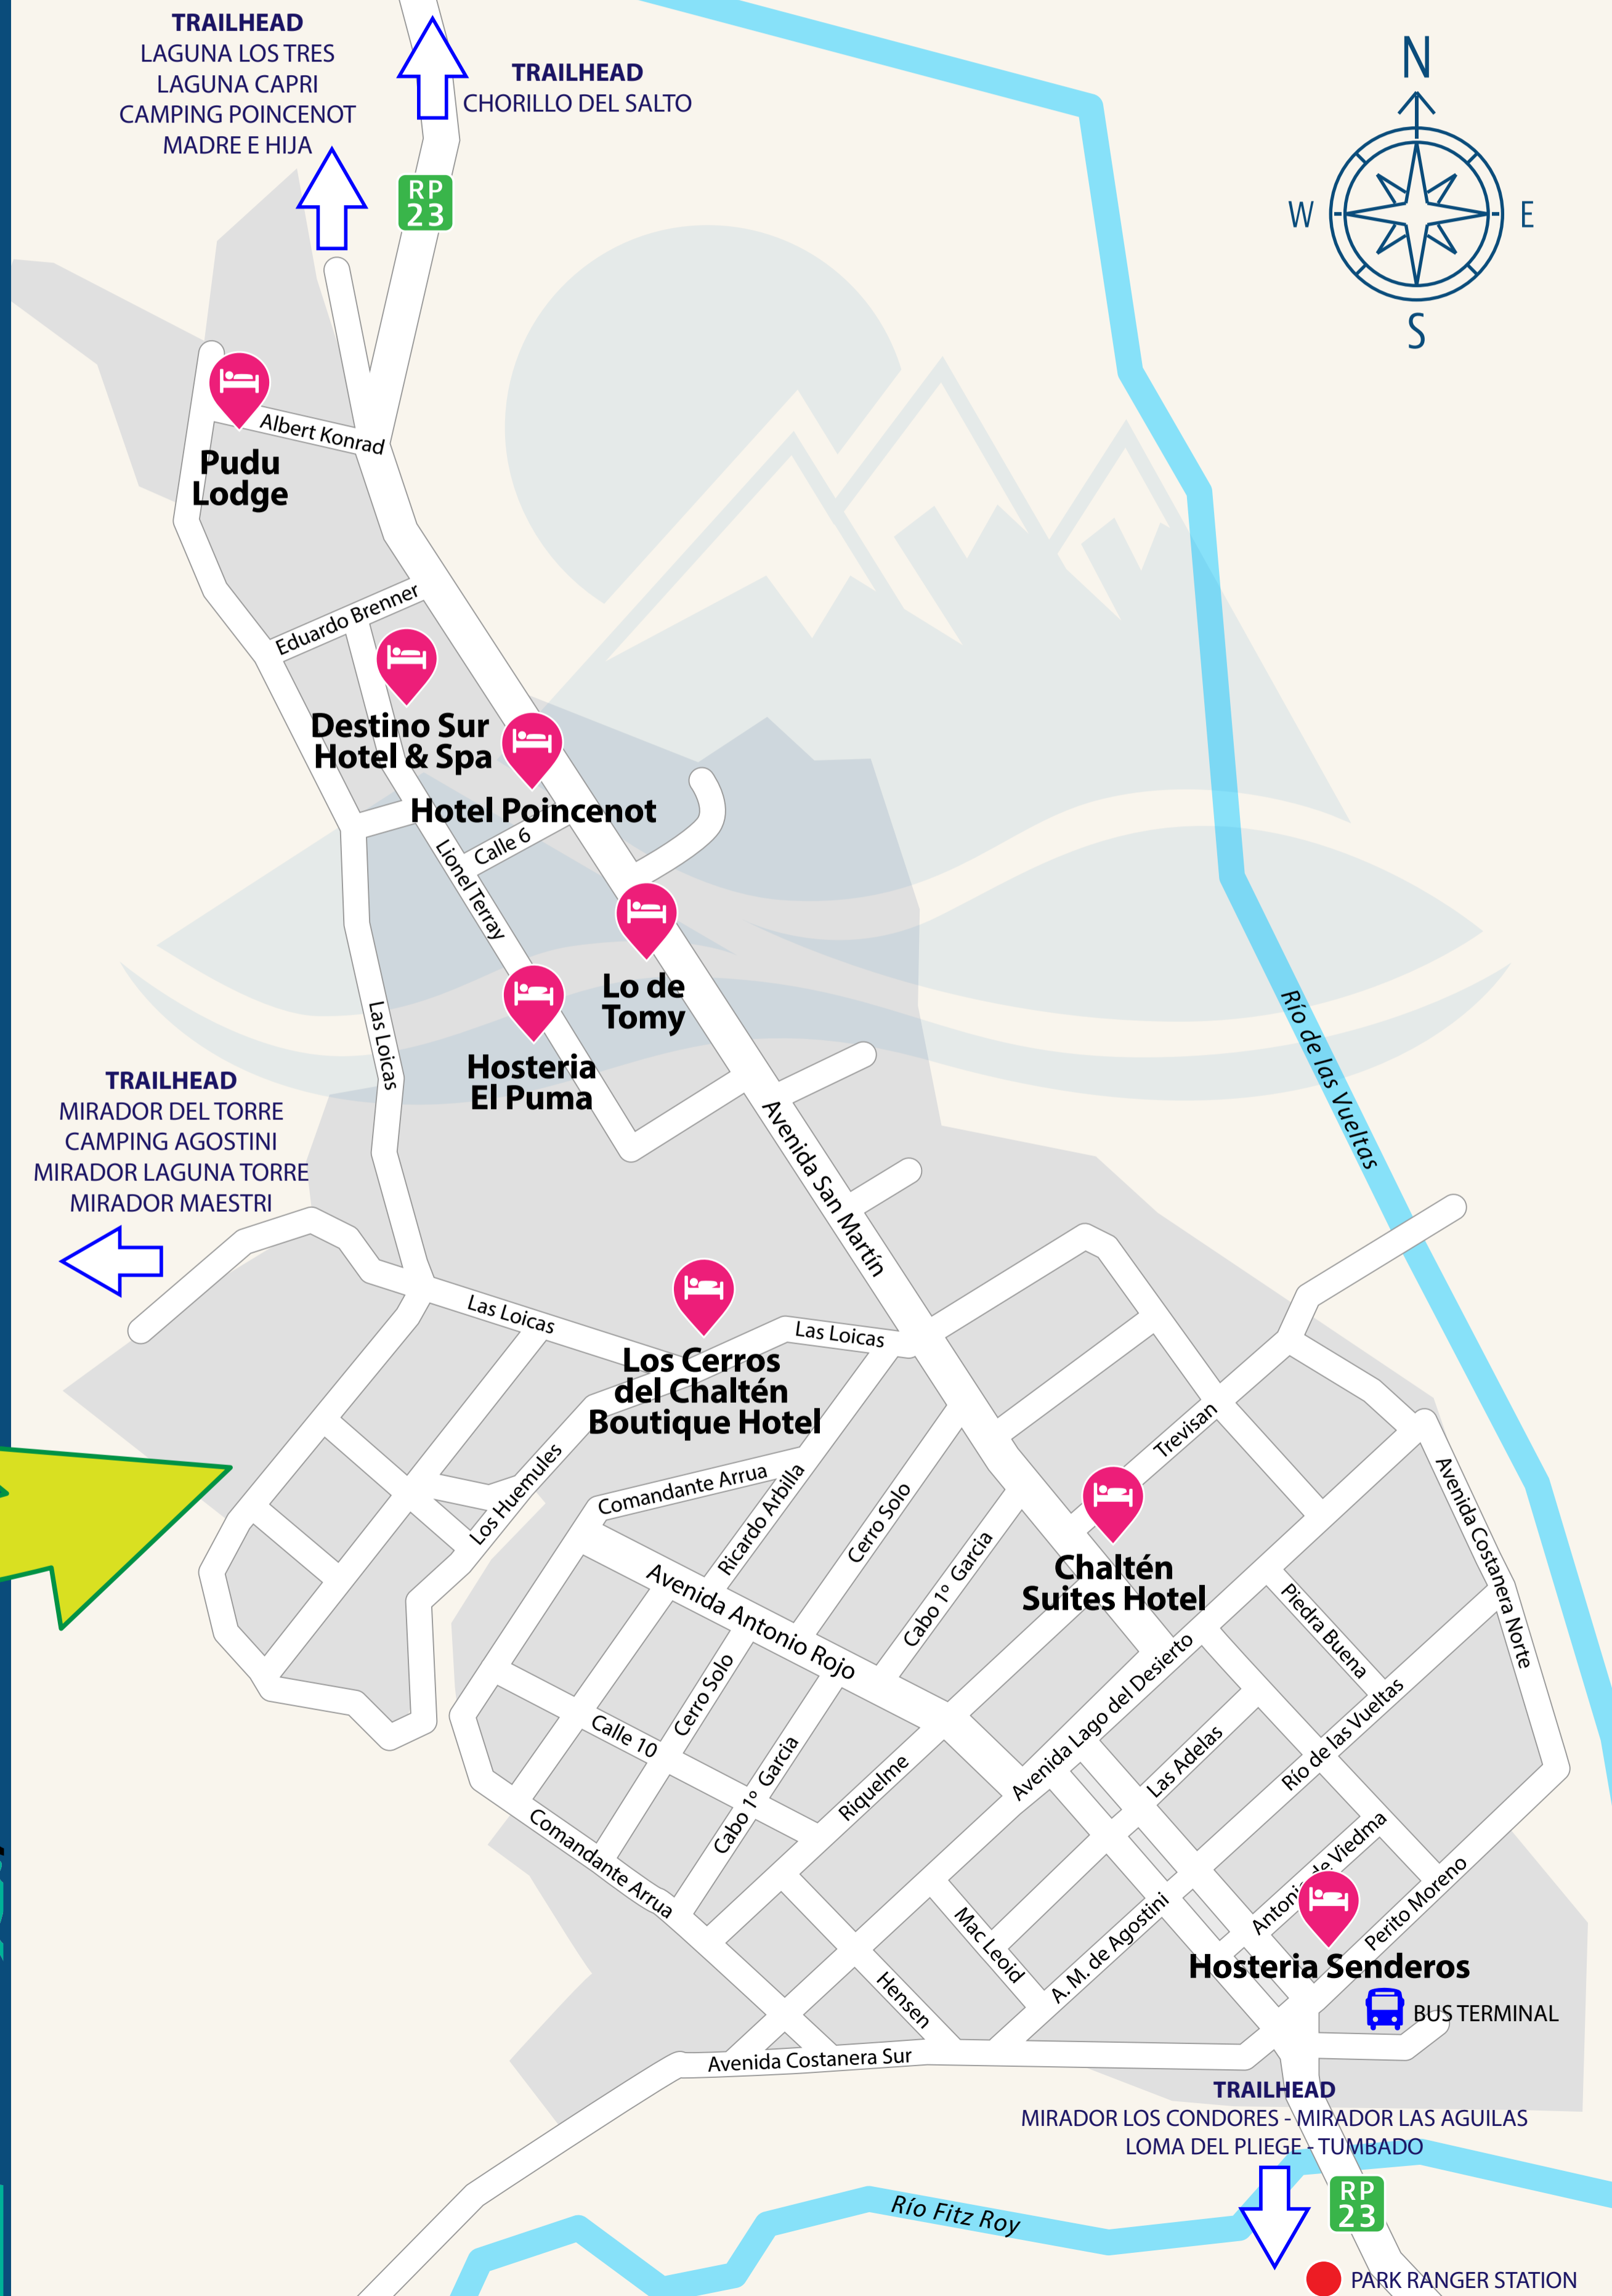 TRAILHEAD
LAGUNA LOS TRES
LAGUNA CAPRI
CAMPING POINCENOT
MADRE E HIJA
TRAILHEAD
CHORILLO DEL SALTO
N
W
E
S
RP
23
Albert Konrad
Pudu
Lodge
Eduardo Brenner
Destino Sur
Hotel & Spa
Hotel Poincenot
Calle 6
Lionel Terray
Lo de
Tomy
Las Loicas
Hosteria
El Puma
Río de las Vueltas
TRAILHEAD
MIRADOR DEL TORRE
CAMPING AGOSTINI
MIRADOR LAGUNA TORRE
MIRADOR MAESTRI
Avenida San Martín
Las Loicas
Las Loicas
Los Cerros
del Chaltén
Boutique Hotel
Trevisan
Los Huemules
Comandante Arrua
Ricardo Arbilla
Cerro Solo
Cabo 1º Garcia
Chaltén
Suites Hotel
Avenida Costanera Norte
Avenida Antonio Rojo
Piedra Buena
Cerro Solo
Calle 10
Avenida Lago del Desierto
Río de las Vueltas
Las Adelas
Cabo 1º Garcia
Riquelme
Comandante Arrua
Antonio de Viedma
Perito Moreno
Mac Leoid
A. M. de Agostini
Hensen
Hosteria Senderos
BUS TERMINAL
Avenida Costanera Sur
TRAILHEAD
MIRADOR LOS CONDORES - MIRADOR LAS AGUILAS
LOMA DEL PLIEGE - TUMBADO
Río Fitz Roy
RP
23
PARK RANGER STATION